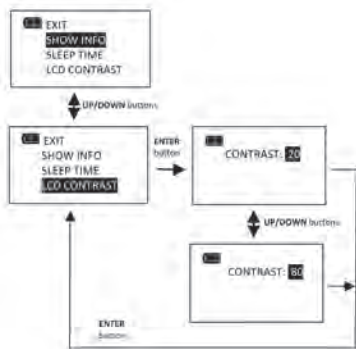 EXIT
SHOW INFO
SLEEP TIME
LCD CONTRAST
UP/DOWN buttons
EXIT
SHOW INFO
SLEEP TIME
LCD CONTRAST
ENTER
button
CONTRAST: 20
UP/DOWN buttons
CONTRAST: 80
ENTER
button